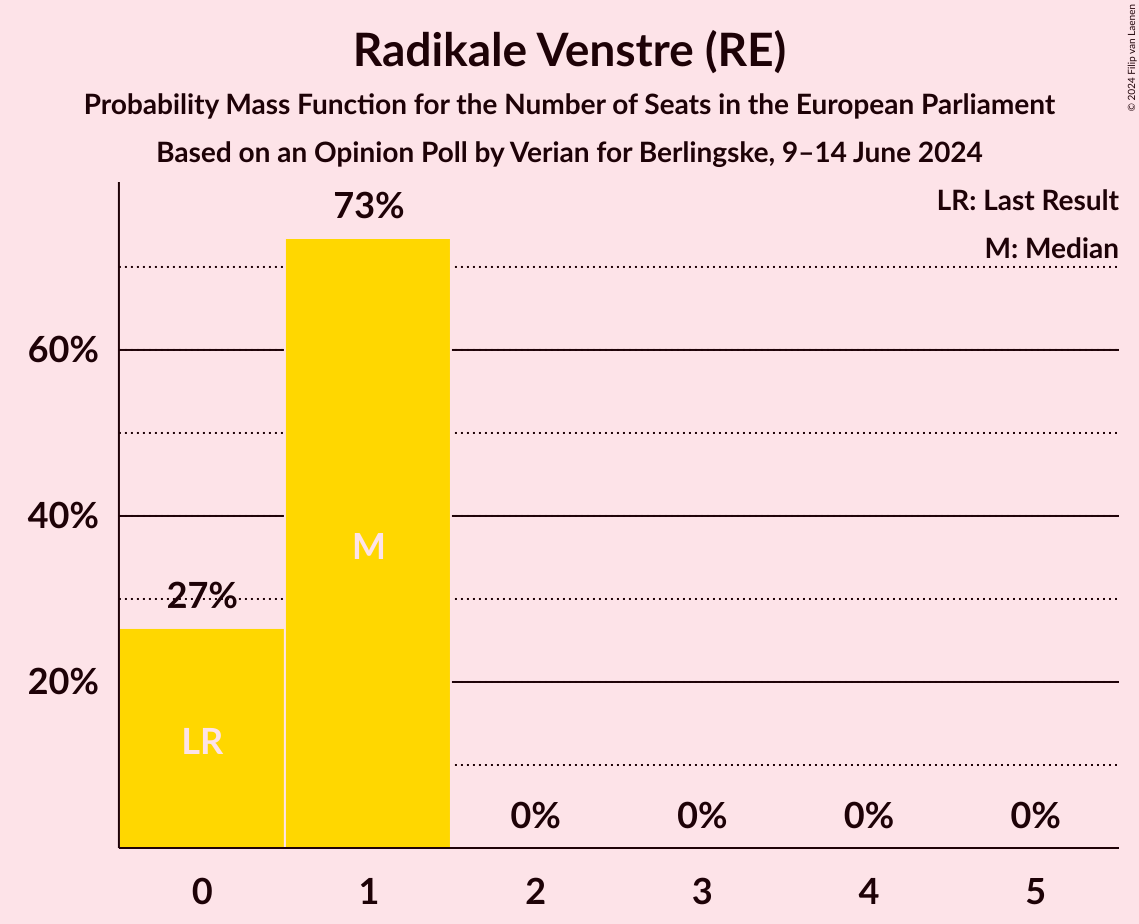 Radikale Venstre (RE)
Probability Mass Function for the Number of Seats in the European Parliament
Based on an Opinion Poll by Verian for Berlingske, 9–14 June 2024
© 2024 Filip van Laenen
LR: Last Result
M: Median
73%
60%
40%
M
27%
20%
LR
0% 0% 0% 0%
0 1 2 3 4 5